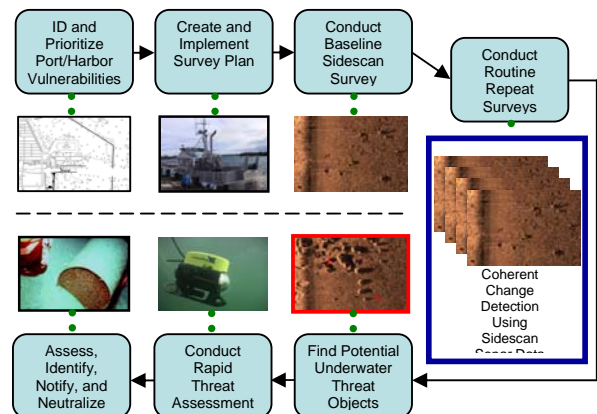 ID and
Prioritize
Port/Harbor
Vulnerabilities
Create and
Implement
Survey Plan
Conduct
Baseline
Sidescan
Survey
Conduct
Routine
Repeat
Surveys
Coherent
Change
Detection
Using
Sidescan
Sonar Data
Find Potential
Underwater
Threat
Objects
Conduct
Rapid
Threat
Assessment
Assess,
Identify,
Notify, and
Neutralize